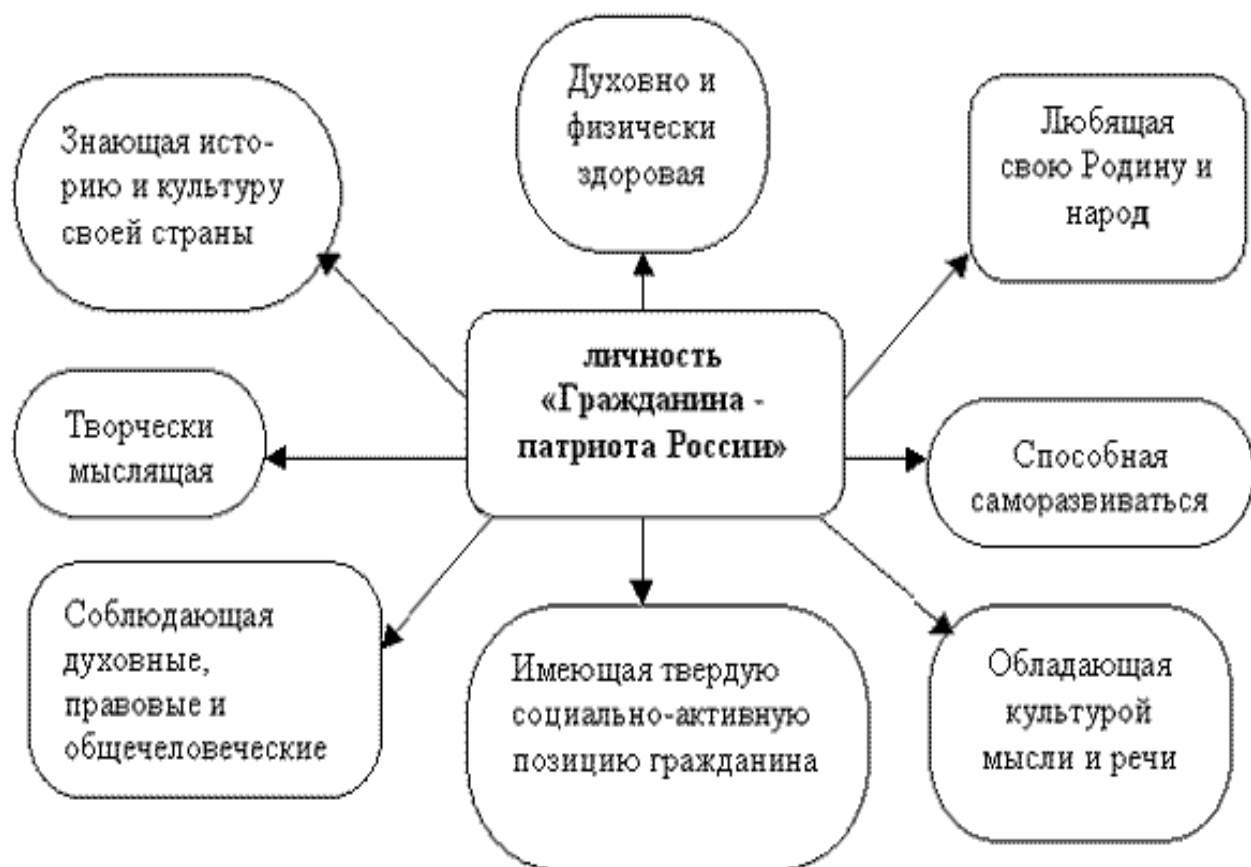 Духовно и
физически
здоровая
Знающая исто-
рию и культуру
своей страны
Любящая
свою Родину и
народ
личность
«Гражданина -
патриота России»
Творчески
мыслящая
Способная
саморазвиваться
Соблюдающая
духовные,
правовые и
общечеловеческие
Имеющая твердую
социально-активную
позицию гражданина
Обладающая
культурой
мысли и речи